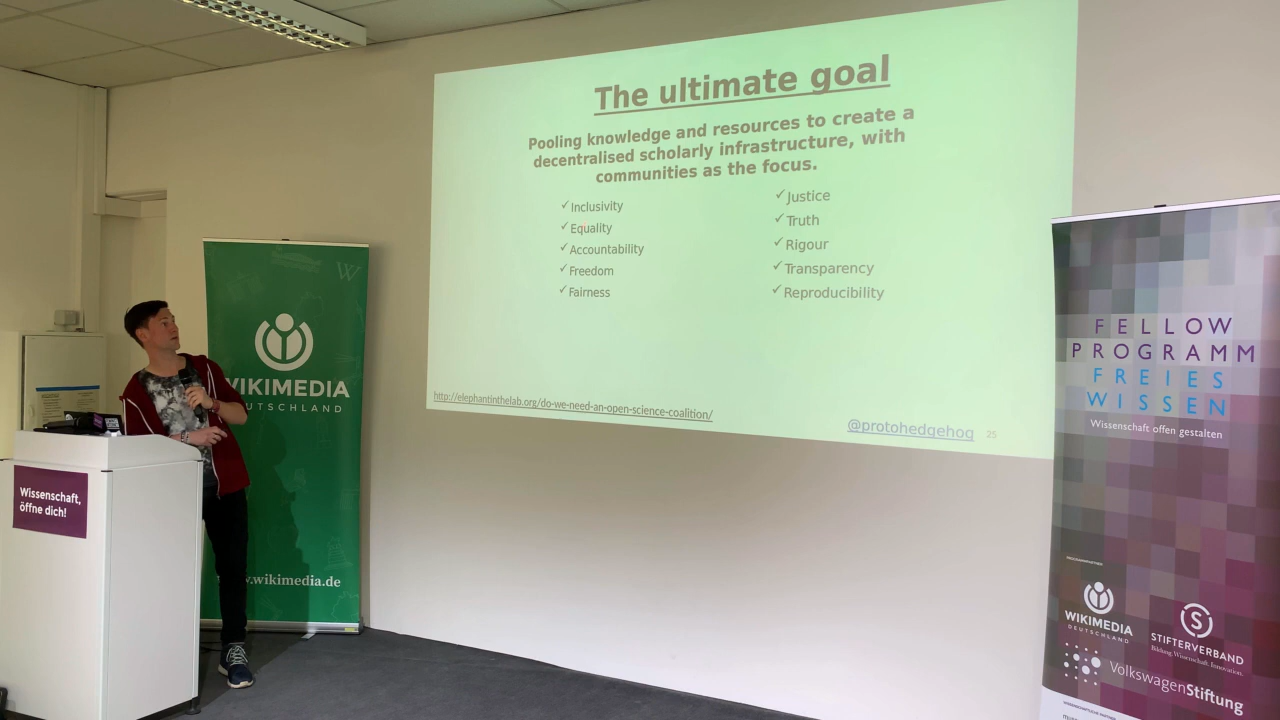 The ultimate goal
Pooling knowledge and resources to create a
decentralised scholarly infrastructure, with
communities as the focus.
✓Inclusivity
✓Equality
✓Accountability
✓Freedom
✓Fairness
✓Justice
✓Truth
✓Rigour
✓Transparency
✓Reproducibility
http://elephantinthelab.org/do-we-need-an-open-science-coalition/
@protohedgehog
25
W
WIKIMEDIA
DEUTSCHLAND
www.wikimedia.de
Wissenschaft,
öffne dich!
FELLOW
PROGRAMM
FREIES
WISSEN
Wissenschaft offen gestalten
WIKIMEDIA
DEUTSCHLAND
S
STIFTERVERBAND
Bildung. Wissenschaft. Innovation.
VolkswagenStiftung